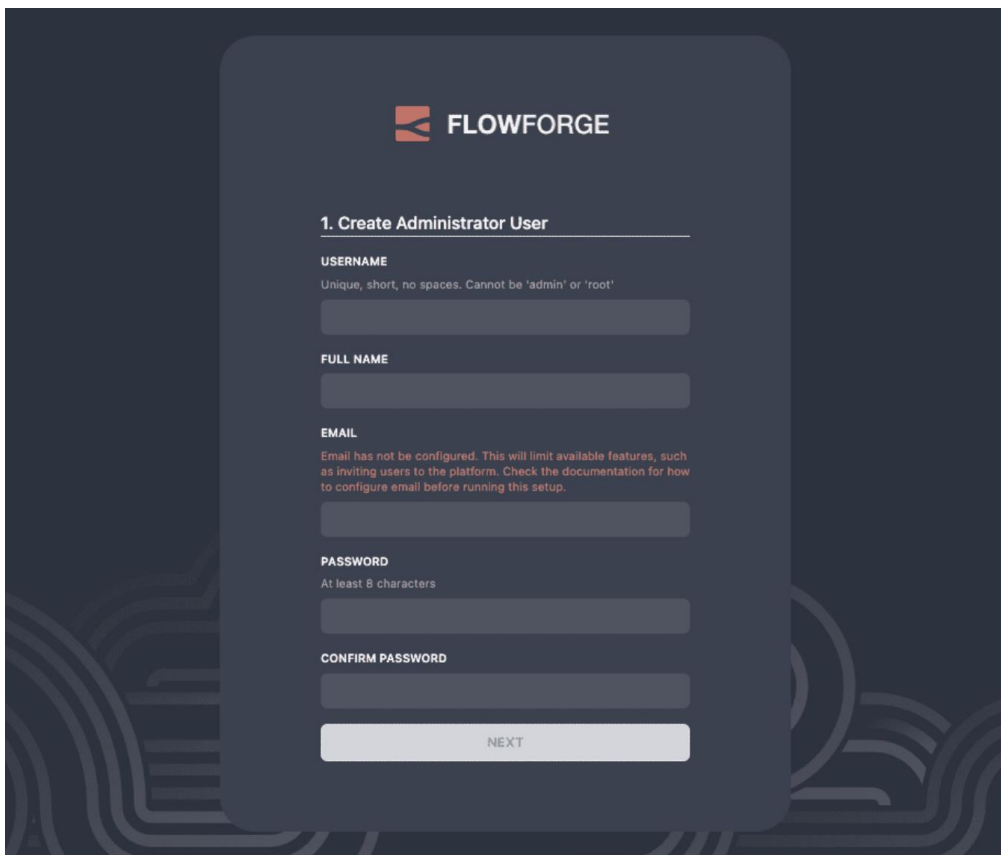 FLOWFORGE
1. Create Administrator User
USERNAME
Unique, short, no spaces. Cannot be 'admin' or 'root'
FULL NAME
EMAIL
Email has not be configured. This will limit available features, such
as inviting users to the platform. Check the documentation for how
to configure email before running this setup.
PASSWORD
At least 8 characters
CONFIRM PASSWORD
NEXT